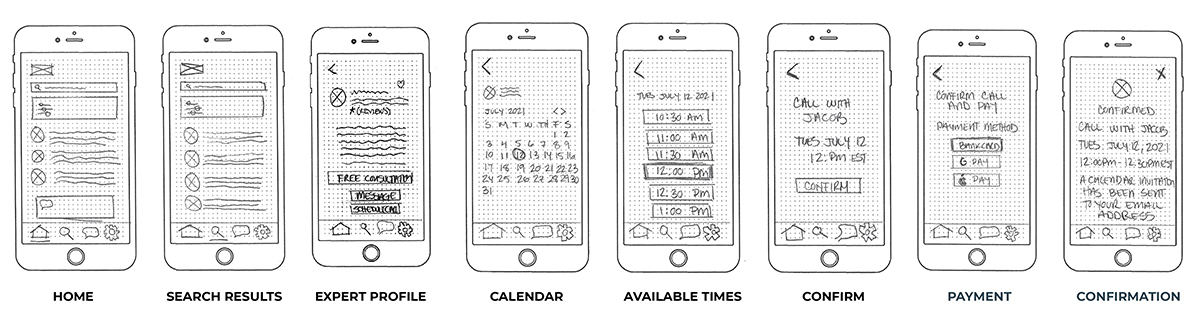 *(REVIEWS)
FREE CONSULTATION
MESSAGE
SCHEDULE CALL
JULY 2021 < >
S M T W TH F S
1 2
3 4 5 6 7 8 9
10 11 12 13 14 15 16
17 18 19 20 21 22 23
24 25 26 27 28 29 30
31
TUES JULY 12 2021
10:30 AM
11:00 AM
11:30 AM
12:00 PM
12:30 PM
1:00 PM
CALL WITH
JACOB
TUES JULY 12
12:PM EST
CONFIRM
CONFIRM CALL
AND PAY
PAYMENT METHOD
BANKCARD
G PAY
PAY
X
CONFIRMED
CALL WITH JACOB
TUES JULY 12, 2021
12:00PM - 12:30PM EST
A CALENDAR INVITATION
HAS BEEN SENT
TO YOUR EMAIL
ADDRESS
HOME
SEARCH RESULTS
EXPERT PROFILE
CALENDAR
AVAILABLE TIMES
CONFIRM
PAYMENT
CONFIRMATION